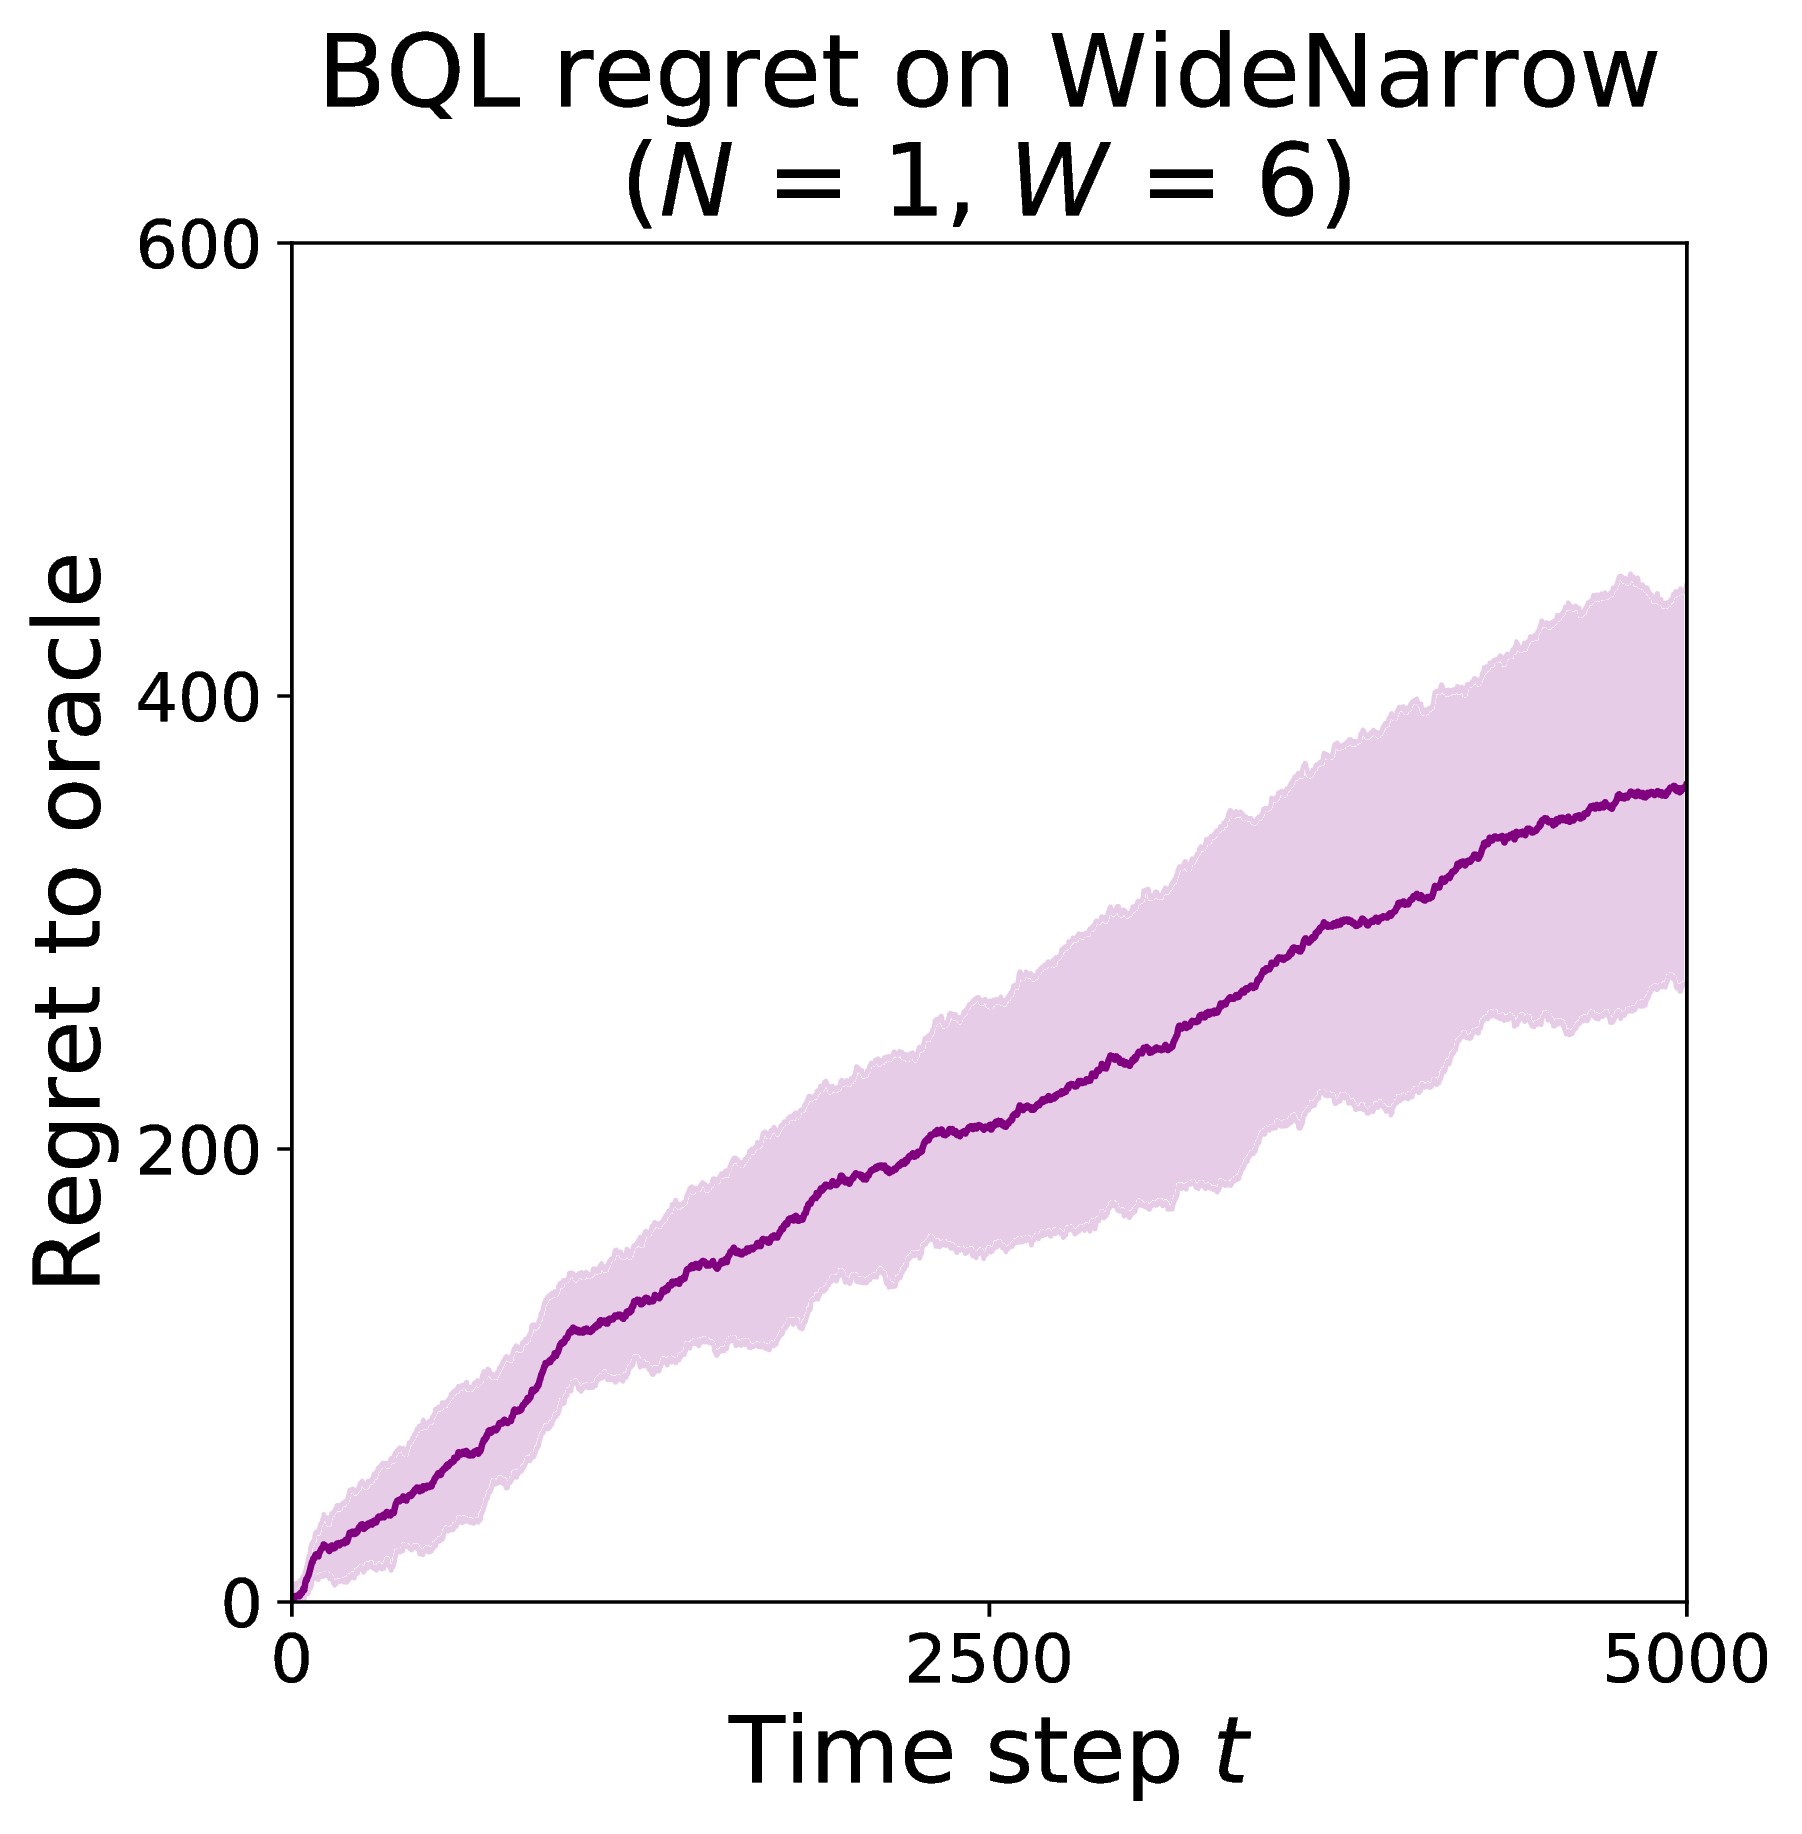 BQL regret on WideNarrow
(N = 1, W = 6)
600
400
200
0
Regret to oracle
0 2500 5000
Time step t